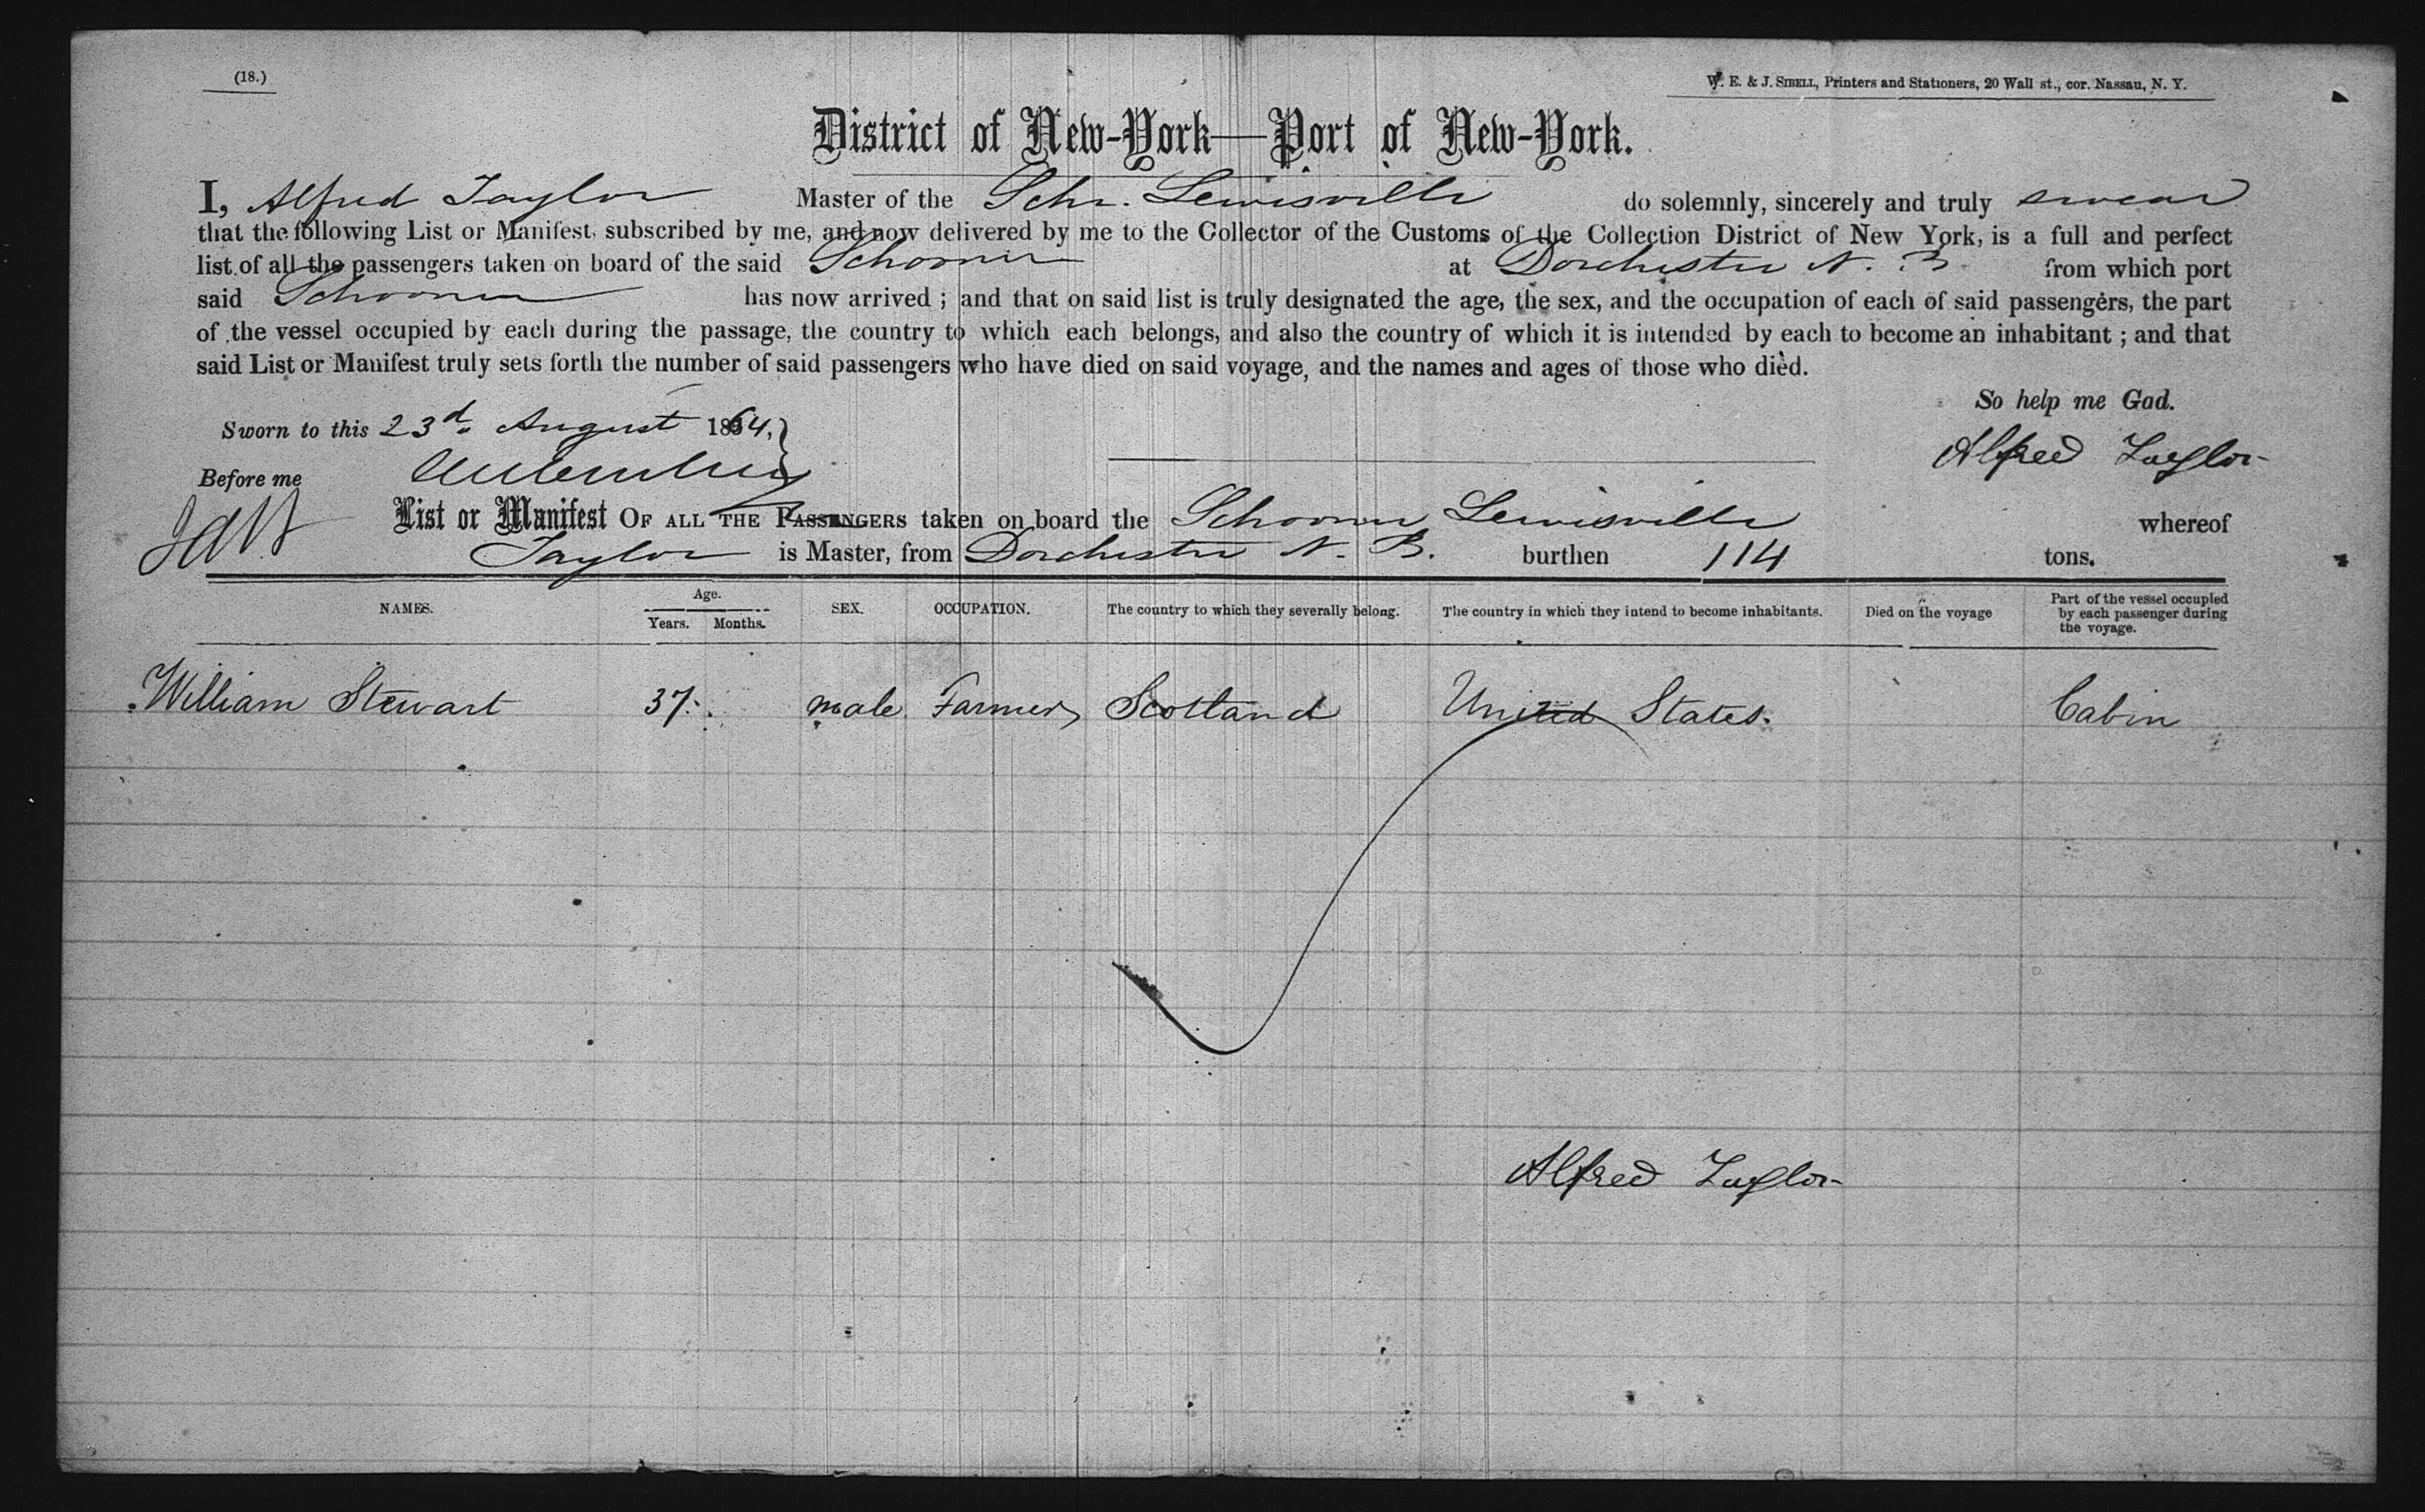 (18.)
W. E. & J. SIBELL, Printers and Stationers, 20 Wall st., cor. Nassau, N. Y.
District of New-York—Port of New-York.
I, Alfred Taylor Master of the Schr. Lewisville do solemnly, sincerely and truly swear
that the following List or Manifest, subscribed by me, and now delivered by me to the Collector of the Customs of the Collection District of New York, is a full and perfect
list of all the passengers taken on board of the said Schooner at Dorchester N. B from which port
said Schooner has now arrived ; and that on said list is truly designated the age, the sex, and the occupation of each of said passengers, the part
of the vessel occupied by each during the passage, the country to which each belongs, and also the country of which it is intended by each to become an inhabitant ; and that
said List or Manifest truly sets forth the number of said passengers who have died on said voyage, and the names and ages of those who died.
So help me God.
Sworn to this 23d. August 1864,
Alfred Taylor
Before me
List or Manifest OF ALL THE PASSENGERS taken on board the Schooner Lewisville whereof
Taylor is Master, from Dorchester N. B. burthen 114 tons.
NAMES. Age. Years. Months. SEX. OCCUPATION. The country to which they severally belong. The country in which they intend to become inhabitants. Died on the voyage Part of the vessel occupied by each passenger during the voyage.
William Stewart 37. male Farmer Scotland United States. Cabin
Alfred Taylor